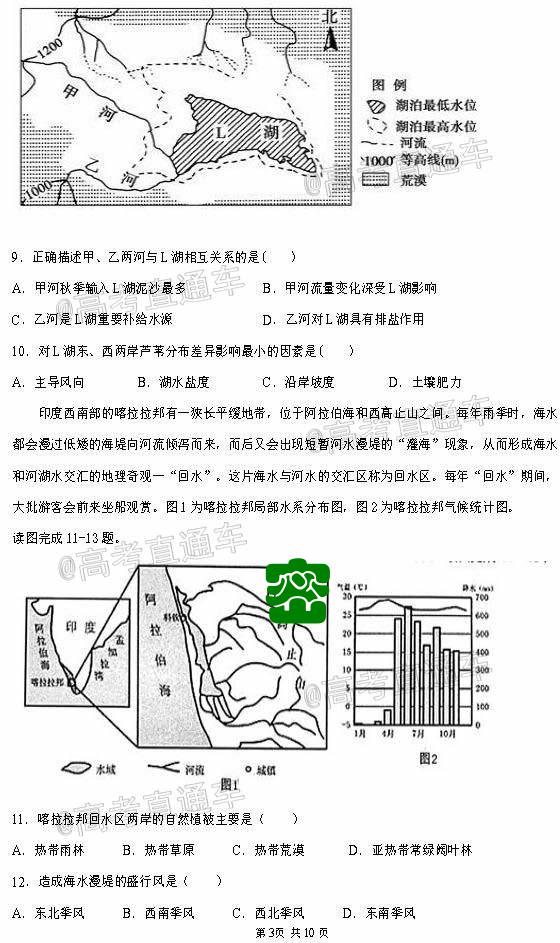 北
1200
甲
河
L 湖
乙
河
1000
图 例
湖泊最低水位
湖泊最高水位
河流
1000 等高线(m)
荒漠
@高考直通车
9．正确描述甲、乙两河与 L 湖相互关系的是(　　)
A．甲河秋季输入 L 湖泥沙最多
B．甲河流量变化深受 L 湖影响
C．乙河是 L 湖重要补给水源
D．乙河对 L 湖具有排盐作用
@高考直通车
10．对 L 湖东、西两岸芦苇分布差异影响最小的因素是(　　)
A．主导风向
B．湖水盐度
C．沿岸坡度
D．土壤肥力
印度西南部的喀拉拉邦有一狭长平缓地带，位于阿拉伯海和西高止山之间。每年雨季时，海水
都会漫过低矮的海堤向河流倾泻而来，而后又会出现短暂河水漫堤的“灌海”现象，从而形成海水
和河湖水交汇的地理奇观一“回水”。这片海水与河水的交汇区称为回水区。每年“回水”期间，
大批游客会前来坐船观赏。图 1 为喀拉拉邦局部水系分布图，图 2 为喀拉拉邦气候统计图。
读图完成 11-13 题。
@高考直通车
阿拉伯海
印度
孟加拉湾
喀拉拉邦
阿拉伯海
高
止
山
水域
河流
城镇
图1
气温(℃)
降水(mm)
30
25
20
15
10
5
0
-5
700
600
500
400
300
200
100
0
1月
4月
7月
10月
图2
@高考直通车
11．喀拉拉邦回水区两岸的自然植被主要是（　　）
A．热带雨林
B．热带草原
C．热带荒漠
D．亚热带常绿阔叶林
12．造成海水漫堤的盛行风是（　　）
A．东北季风
B．西南季风
C．西北季风
D．东南季风
@高考直通车
第 3页 共 10 页